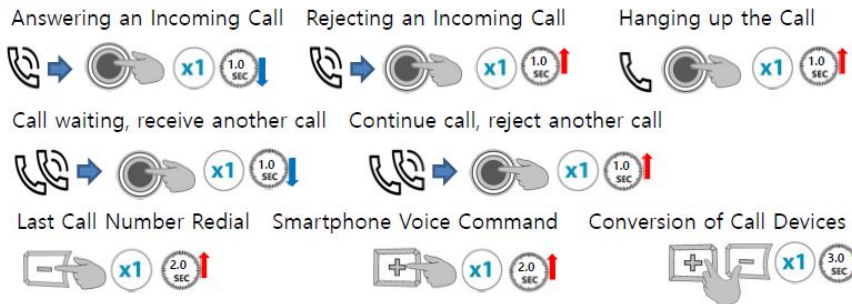 Answering an Incoming Call Rejecting an Incoming Call Hanging up the Call
x1 1.0 SEC x1 1.0 SEC x1 1.0 SEC
Call waiting, receive another call Continue call, reject another call
x1 1.0 SEC x1 1.0 SEC
Last Call Number Redial Smartphone Voice Command Conversion of Call Devices
− x1 2.0 SEC + x1 2.0 SEC + − x1 3.0 SEC